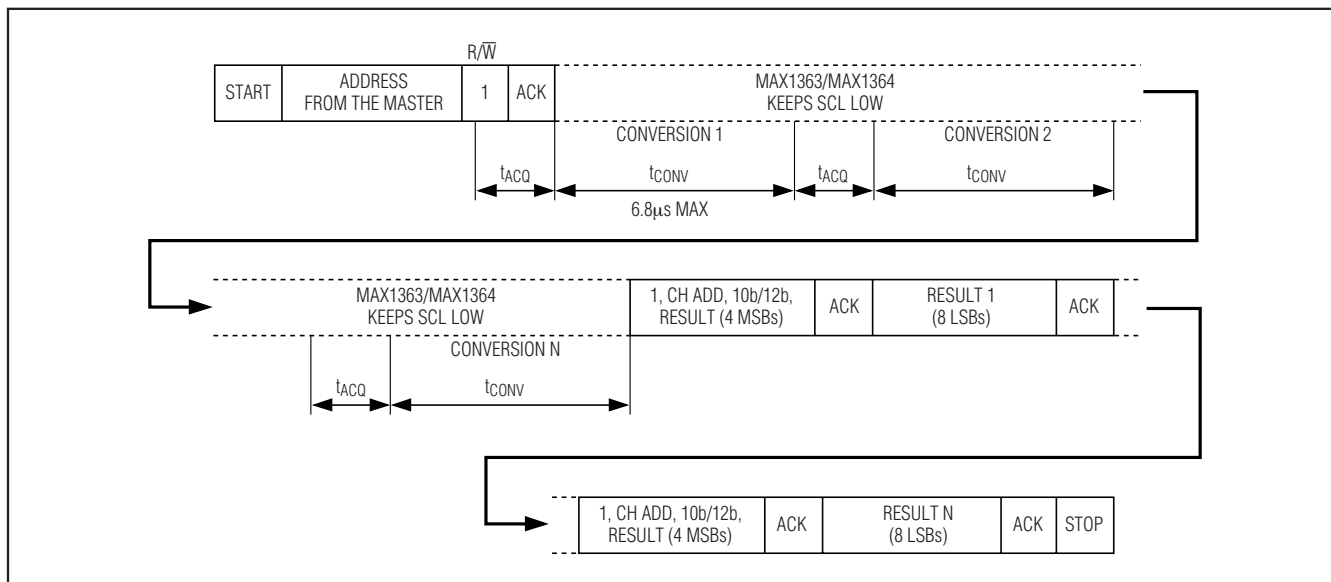 R/W̅
START
ADDRESS
FROM THE MASTER
1
ACK
MAX1363/MAX1364
KEEPS SCL LOW
CONVERSION 1
CONVERSION 2
tACQ
tCONV
tACQ
tCONV
6.8μs MAX
MAX1363/MAX1364
KEEPS SCL LOW
1, CH ADD, 10b/12b,
RESULT (4 MSBs)
ACK
RESULT 1
(8 LSBs)
ACK
CONVERSION N
tACQ
tCONV
1, CH ADD, 10b/12b,
RESULT (4 MSBs)
ACK
RESULT N
(8 LSBs)
ACK
STOP